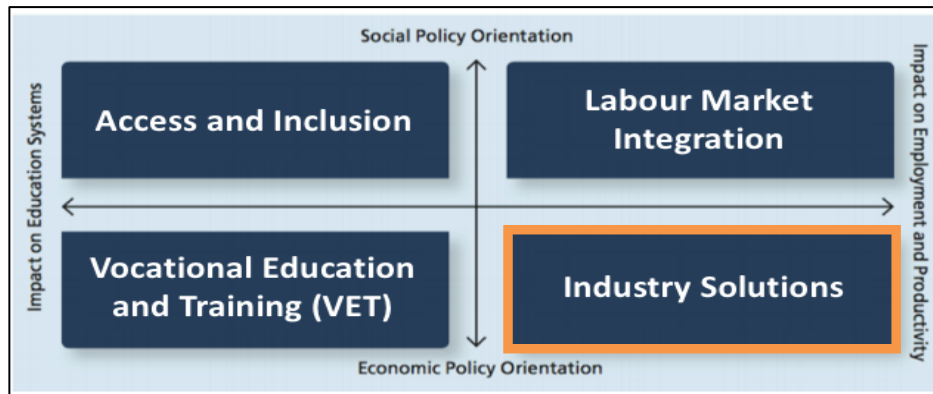 Social Policy Orientation
Impact on Education Systems
Access and Inclusion
Labour Market
Integration
Impact on Employment and Productivity
Vocational Education
and Training (VET)
Industry Solutions
Economic Policy Orientation